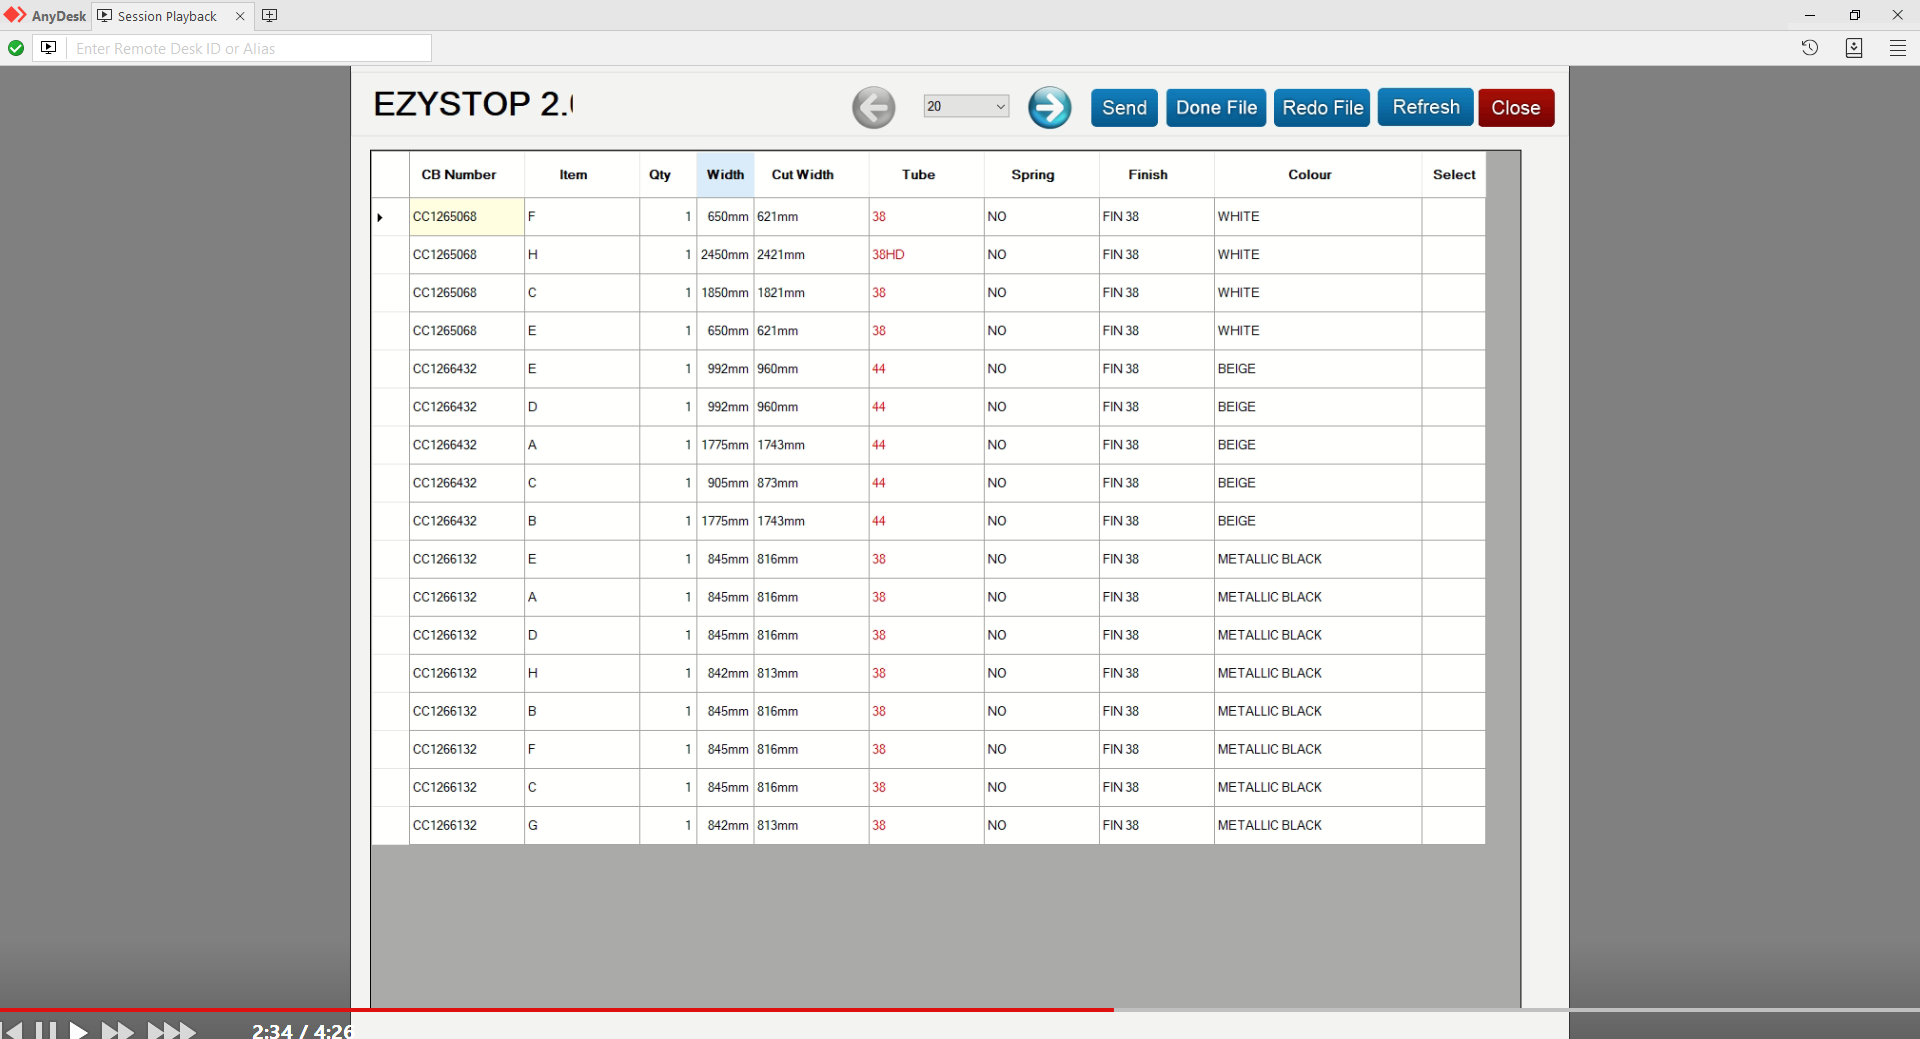 AnyDesk Session Playback
Enter Remote Desk ID or Alias
EZYSTOP 2. 20 Send Done File Redo File Refresh Close
CB Number Item Qty Width Cut Width Tube Spring Finish Colour Select
CC1265068 F 1 650mm 621mm 38 NO FIN 38 WHITE
CC1265068 H 1 2450mm 2421mm 38HD NO FIN 38 WHITE
CC1265068 C 1 1850mm 1821mm 38 NO FIN 38 WHITE
CC1265068 E 1 650mm 621mm 38 NO FIN 38 WHITE
CC1266432 E 1 992mm 960mm 44 NO FIN 38 BEIGE
CC1266432 D 1 992mm 960mm 44 NO FIN 38 BEIGE
CC1266432 A 1 1775mm 1743mm 44 NO FIN 38 BEIGE
CC1266432 C 1 905mm 873mm 44 NO FIN 38 BEIGE
CC1266432 B 1 1775mm 1743mm 44 NO FIN 38 BEIGE
CC1266132 E 1 845mm 816mm 38 NO FIN 38 METALLIC BLACK
CC1266132 A 1 845mm 816mm 38 NO FIN 38 METALLIC BLACK
CC1266132 D 1 845mm 816mm 38 NO FIN 38 METALLIC BLACK
CC1266132 H 1 842mm 813mm 38 NO FIN 38 METALLIC BLACK
CC1266132 B 1 845mm 816mm 38 NO FIN 38 METALLIC BLACK
CC1266132 F 1 845mm 816mm 38 NO FIN 38 METALLIC BLACK
CC1266132 C 1 845mm 816mm 38 NO FIN 38 METALLIC BLACK
CC1266132 G 1 842mm 813mm 38 NO FIN 38 METALLIC BLACK
2:34 / 4:26